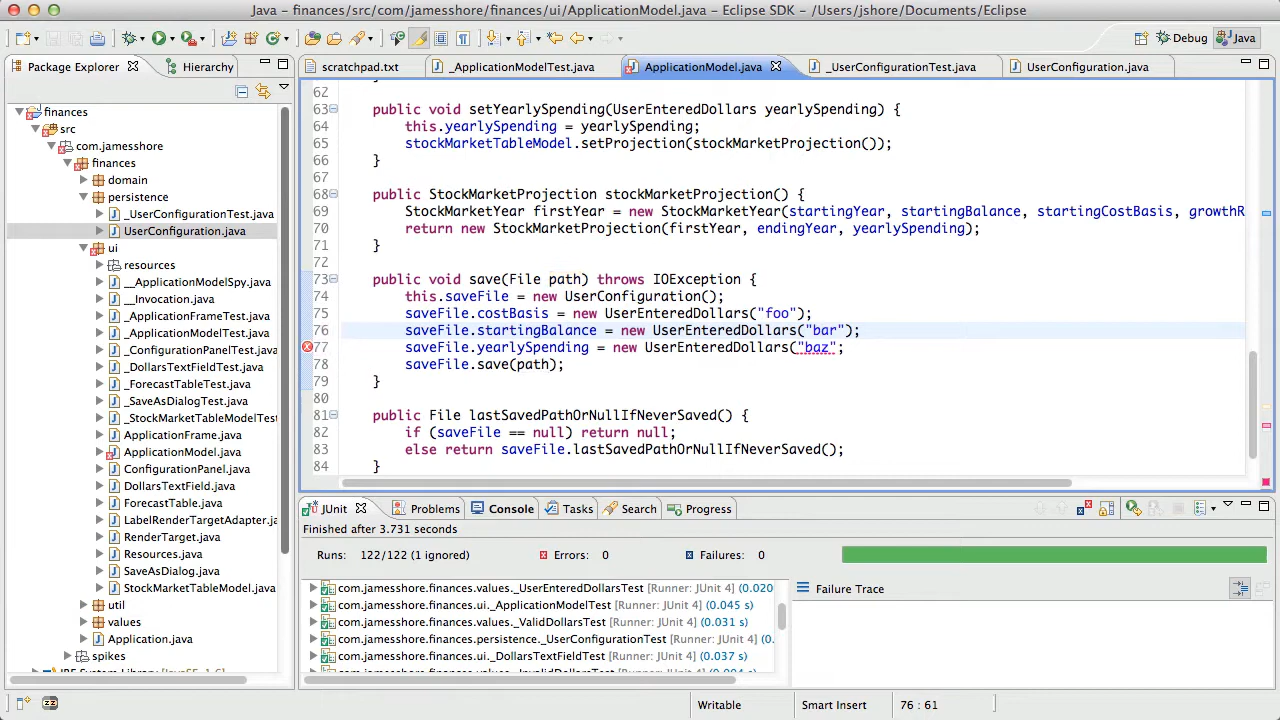 Java – finances/src/com/jamesshore/finances/ui/ApplicationModel.java – Eclipse SDK – /Users/jshore/Documents/Eclipse
Debug
Java
Package Explorer
Hierarchy
scratchpad.txt
_ApplicationModelTest.java
ApplicationModel.java
_UserConfigurationTest.java
UserConfiguration.java
finances
src
com.jamesshore
finances
domain
persistence
_UserConfigurationTest.java
UserConfiguration.java
ui
resources
__ApplicationModelSpy.java
__Invocation.java
_ApplicationFrameTest.java
_ApplicationModelTest.java
_ConfigurationPanelTest.java
_DollarsTextFieldTest.java
_ForecastTableTest.java
_SaveAsDialogTest.java
_StockMarketTableModelTest
ApplicationFrame.java
ApplicationModel.java
ConfigurationPanel.java
DollarsTextField.java
ForecastTable.java
LabelRenderTargetAdapter.ja
RenderTarget.java
Resources.java
SaveAsDialog.java
StockMarketTableModel.java
util
values
Application.java
spikes
62
63 public void setYearlySpending(UserEnteredDollars yearlySpending) {
64 this.yearlySpending = yearlySpending;
65 stockMarketTableModel.setProjection(stockMarketProjection());
66 }
67
68 public StockMarketProjection stockMarketProjection() {
69 StockMarketYear firstYear = new StockMarketYear(startingYear, startingBalance, startingCostBasis, growthR
70 return new StockMarketProjection(firstYear, endingYear, yearlySpending);
71 }
72
73 public void save(File path) throws IOException {
74 this.saveFile = new UserConfiguration();
75 saveFile.costBasis = new UserEnteredDollars("foo");
76 saveFile.startingBalance = new UserEnteredDollars("bar");
77 saveFile.yearlySpending = new UserEnteredDollars("baz";
78 saveFile.save(path);
79 }
80
81 public File lastSavedPathOrNullIfNeverSaved() {
82 if (saveFile == null) return null;
83 else return saveFile.lastSavedPathOrNullIfNeverSaved();
84 }
JUnit
Problems
Console
Tasks
Search
Progress
Finished after 3.731 seconds
Runs: 122/122 (1 ignored)
Errors: 0
Failures: 0
com.jamesshore.finances.values._UserEnteredDollarsTest [Runner: JUnit 4] (0.020
com.jamesshore.finances.ui._ApplicationModelTest [Runner: JUnit 4] (0.045 s)
com.jamesshore.finances.values._ValidDollarsTest [Runner: JUnit 4] (0.031 s)
com.jamesshore.finances.persistence._UserConfigurationTest [Runner: JUnit 4] (0.
com.jamesshore.finances.ui._DollarsTextFieldTest [Runner: JUnit 4] (0.037 s)
Failure Trace
Writable
Smart Insert
76 : 61